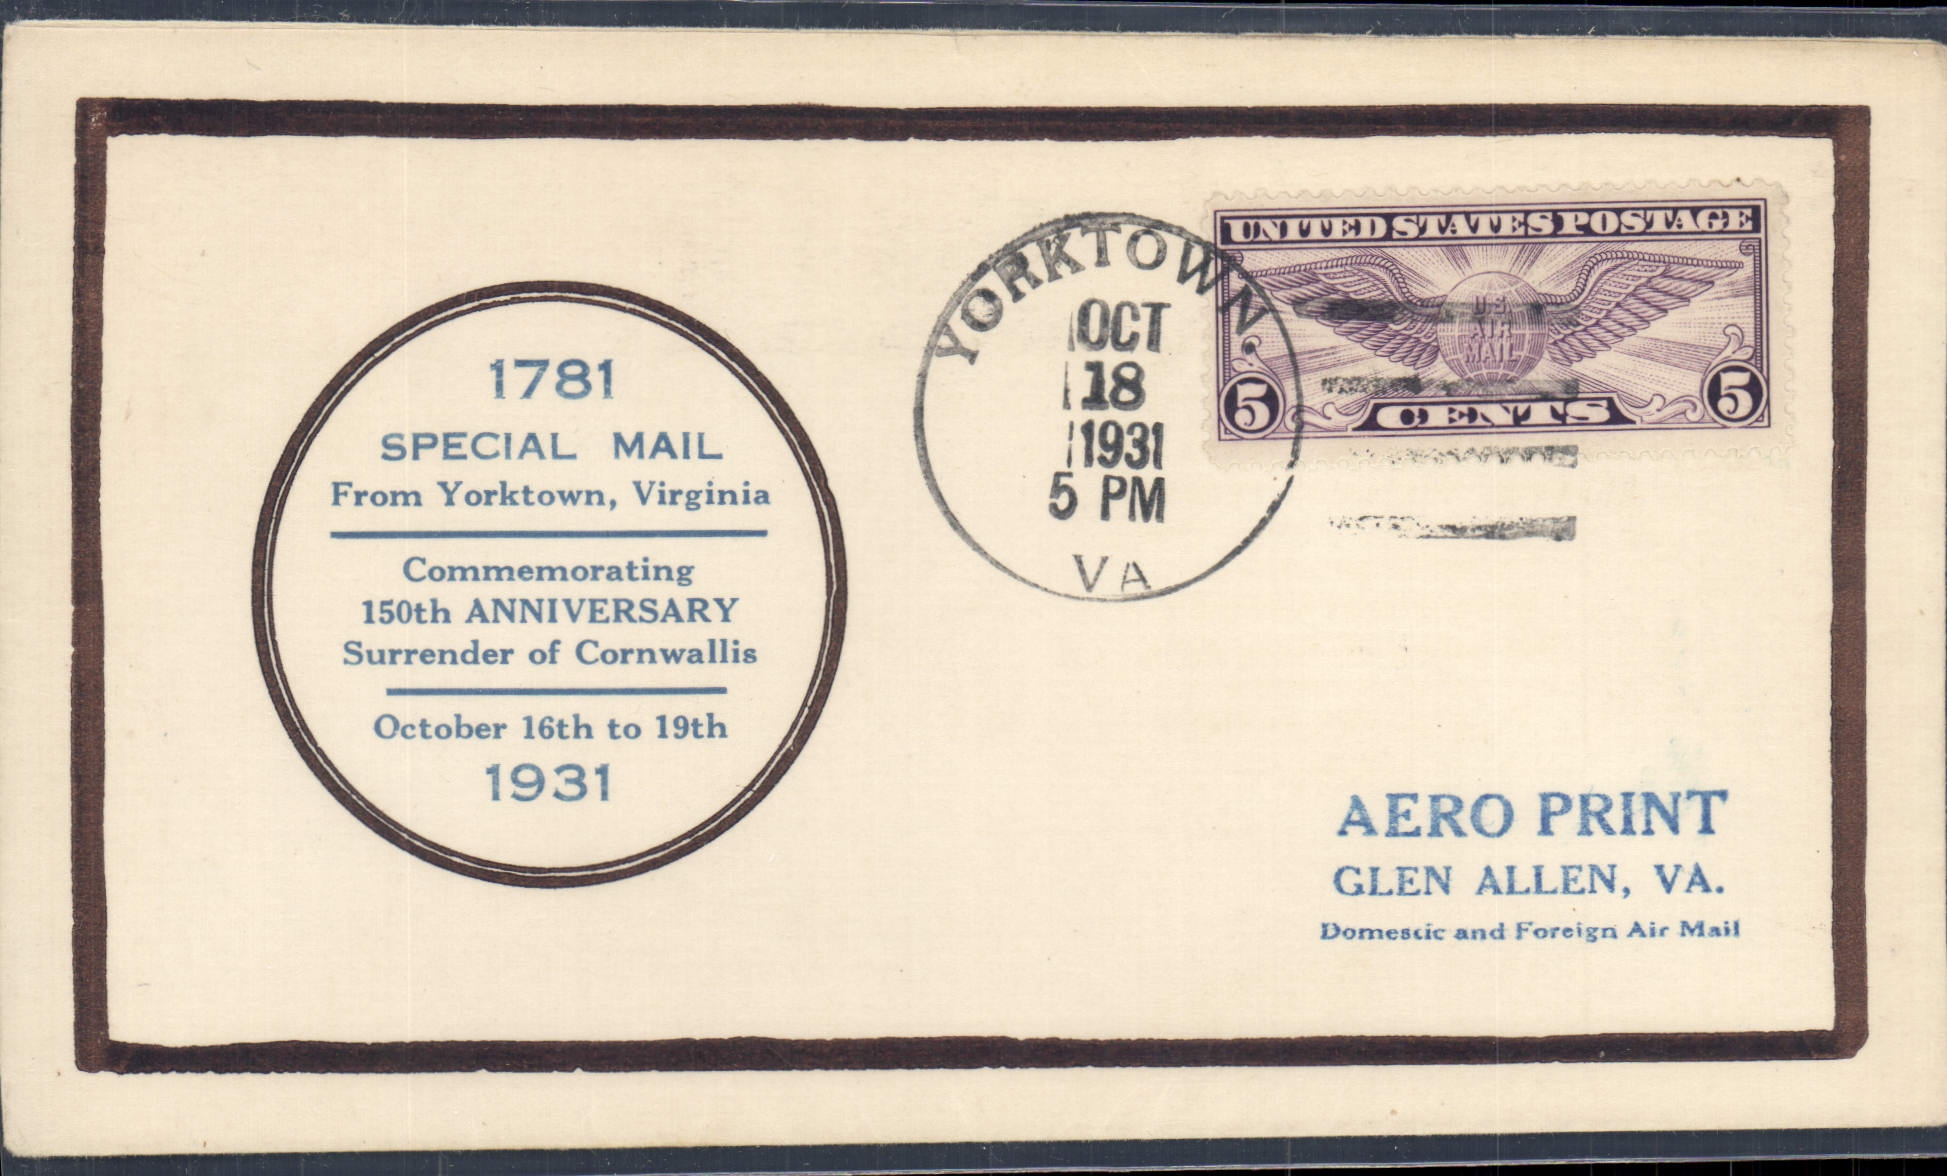 1781
SPECIAL MAIL
From Yorktown, Virginia
Commemorating
150th ANNIVERSARY
Surrender of Cornwallis
October 16th to 19th
1931
YORKTOWN.
OCT
18
1931
5 PM
VA
UNITED STATES POSTAGE
U.S.
AIR
MAIL
5 CENTS 5
AERO PRINT
GLEN ALLEN, VA.
Domestic and Foreign Air Mail